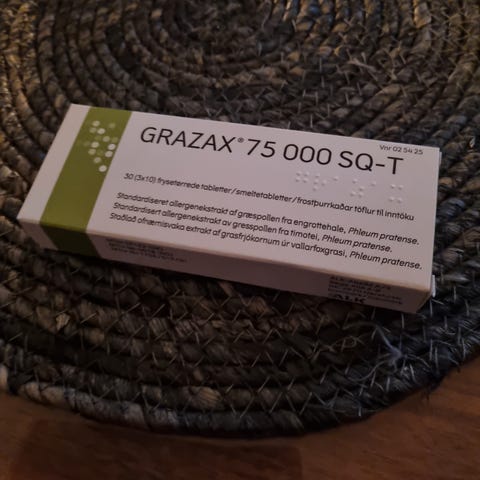 Vnr 02 54 25
GRAZAX® 75 000 SQ-T
30 (3x10) frysetørrede tabletter/smeltetabletter/frostþurrkaðar töflur til inntöku
Standardiseret allergenekstrakt af græspollen fra engrottehale, Phleum pratense.
Standardisert allergenekstrakt av gresspollen fra timotei, Phleum pratense.
Staðlað ofnæmisvaka extrakt af grasfrjókornum úr vallarfoxgrasi, Phleum pratense.
ALK